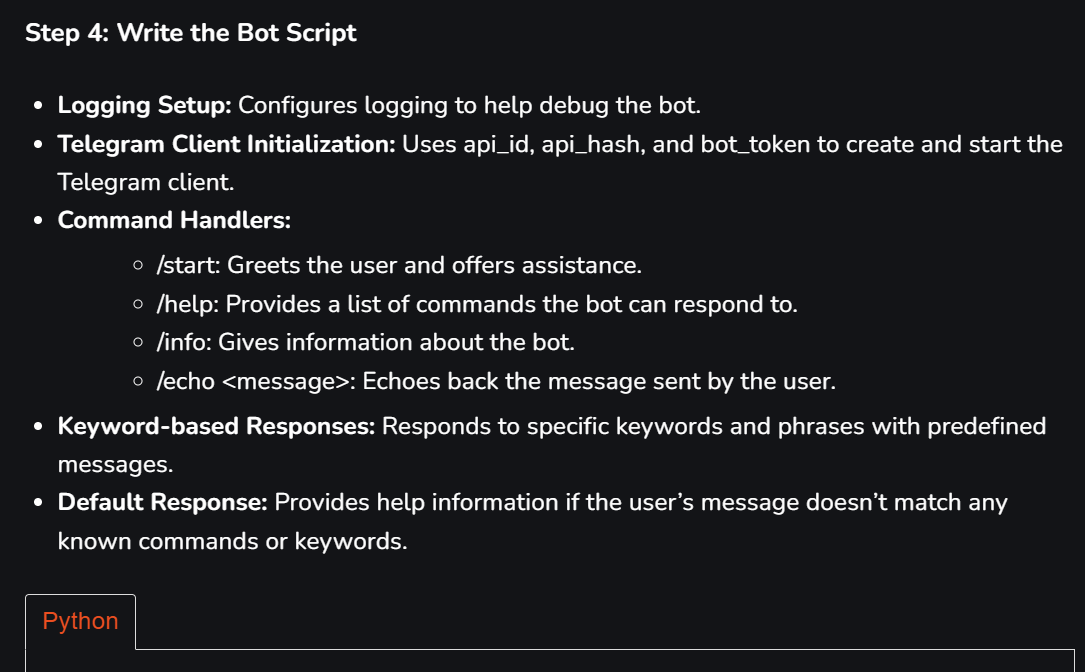 Step 4: Write the Bot Script
• Logging Setup: Configures logging to help debug the bot.
• Telegram Client Initialization: Uses api_id, api_hash, and bot_token to create and start the
Telegram client.
• Command Handlers:
◦ /start: Greets the user and offers assistance.
◦ /help: Provides a list of commands the bot can respond to.
◦ /info: Gives information about the bot.
◦ /echo <message>: Echoes back the message sent by the user.
• Keyword-based Responses: Responds to specific keywords and phrases with predefined
messages.
• Default Response: Provides help information if the user’s message doesn’t match any
known commands or keywords.
Python